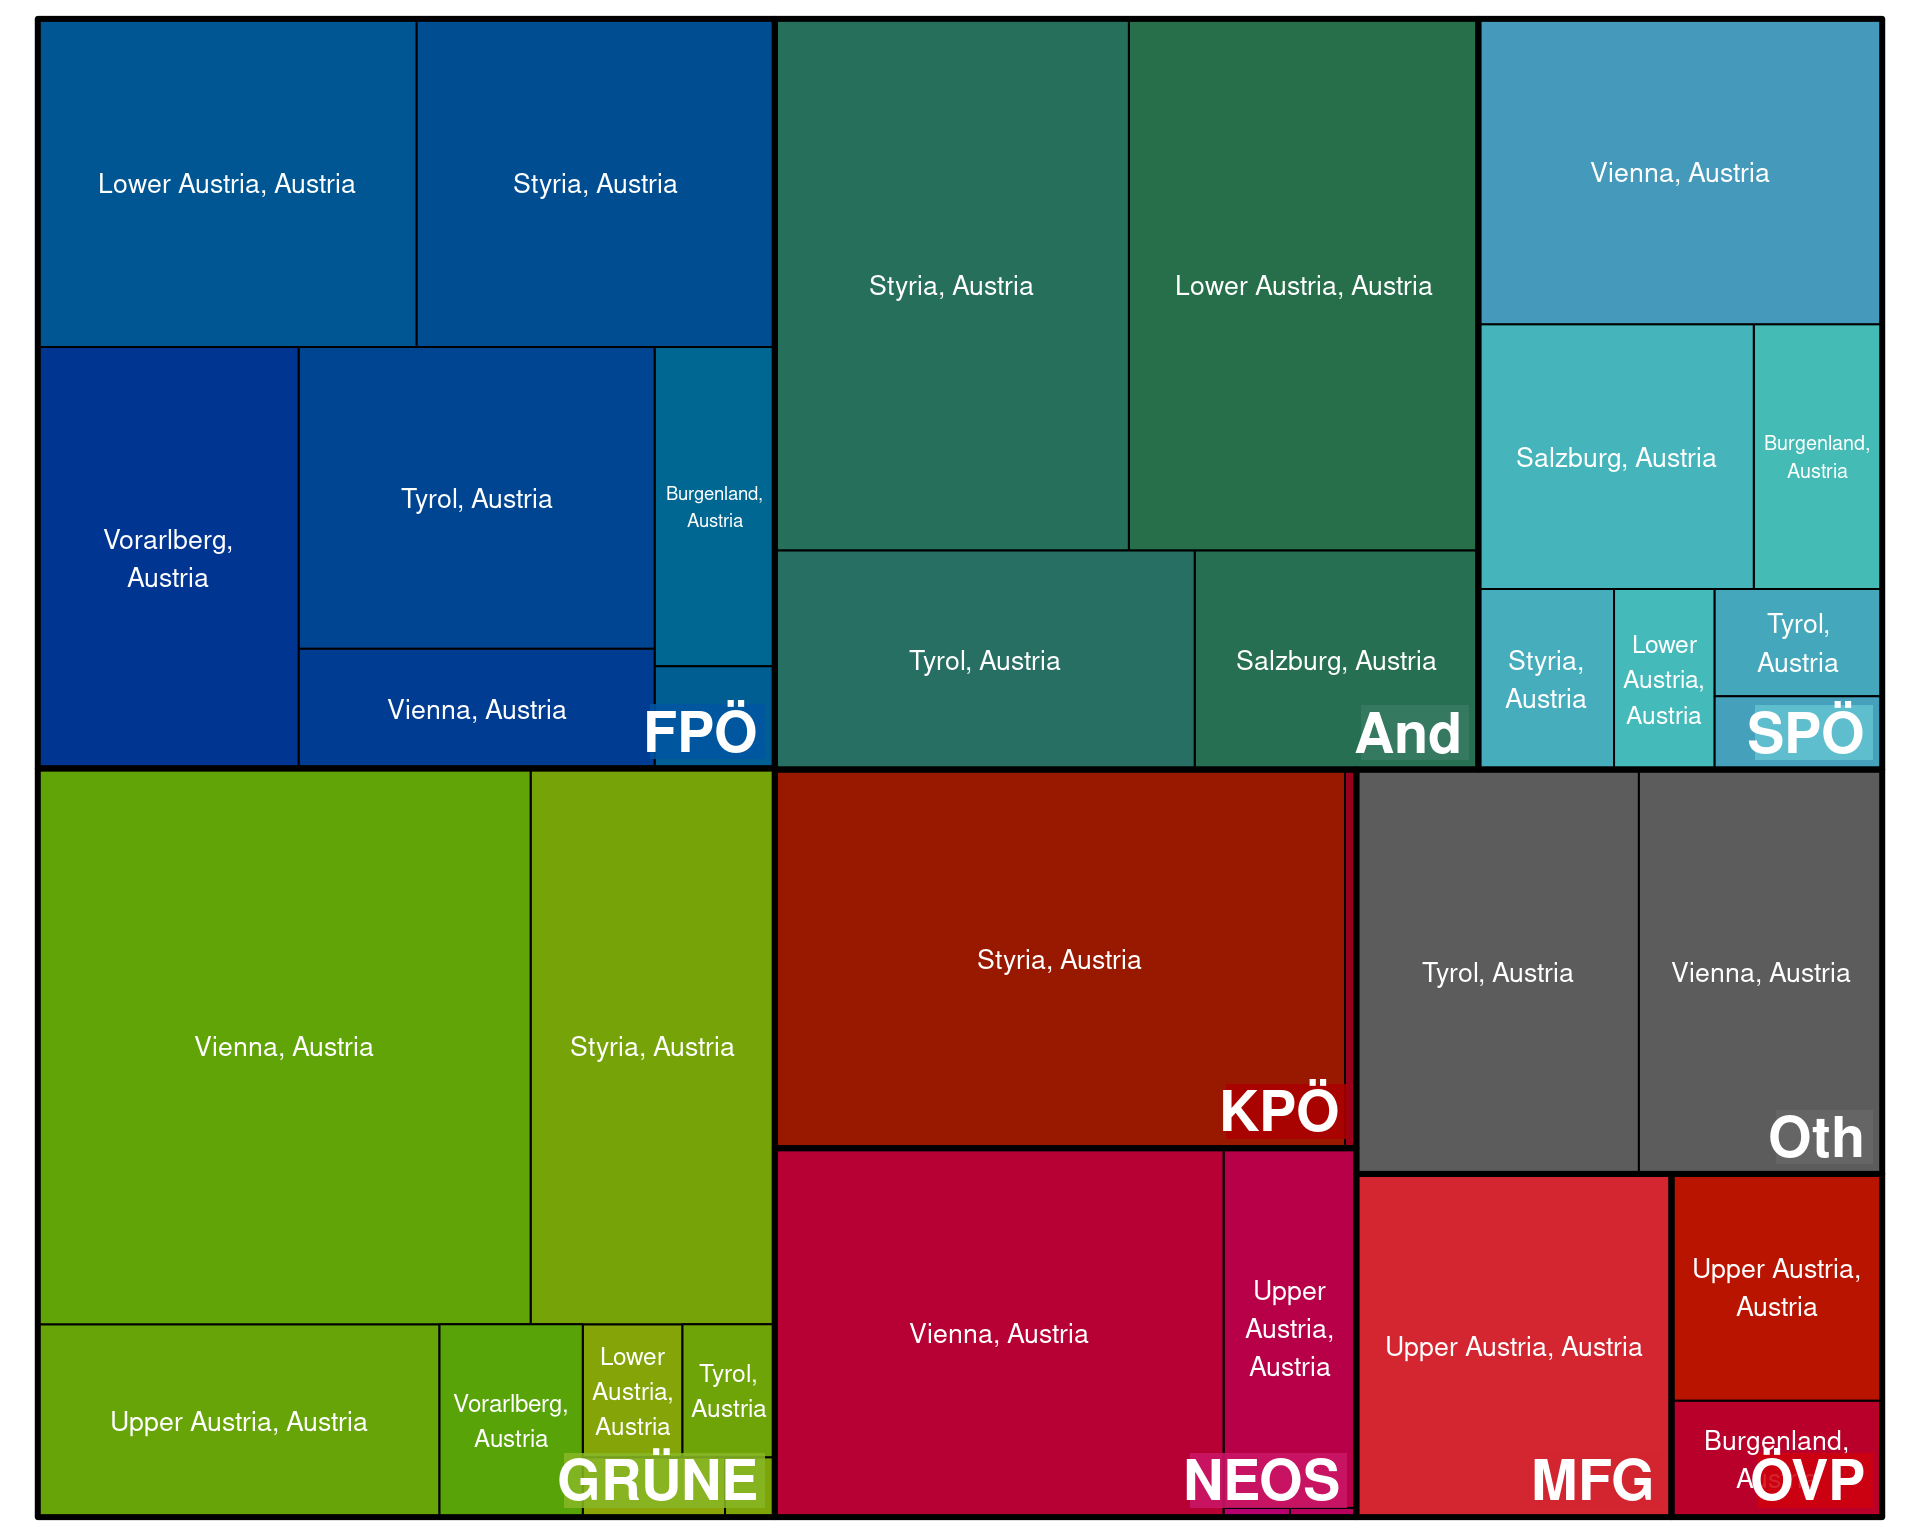 Lower Austria, Austria
Styria, Austria
Vorarlberg,
Austria
Tyrol, Austria
Burgenland,
Austria
Vienna, Austria
FPÖ
Styria, Austria
Lower Austria, Austria
Tyrol, Austria
Salzburg, Austria
And
Vienna, Austria
Salzburg, Austria
Burgenland,
Austria
Styria,
Austria
Lower
Austria,
Austria
Tyrol,
Austria
SPÖ
Vienna, Austria
Styria, Austria
Upper Austria, Austria
Vorarlberg,
Austria
Lower
Austria,
Austria
Tyrol,
Austria
GRÜNE
Styria, Austria
KPÖ
Vienna, Austria
Upper
Austria,
Austria
NEOS
Tyrol, Austria
Vienna, Austria
Oth
Upper Austria, Austria
MFG
Upper Austria,
Austria
Burgenland,
ÖVP